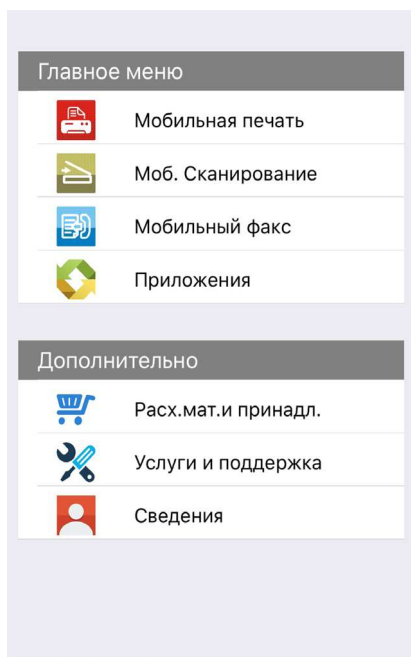 Главное меню
Мобильная печать
Моб. Сканирование
Мобильный факс
Приложения
Дополнительно
Расх.мат.и принадл.
Услуги и поддержка
Сведения